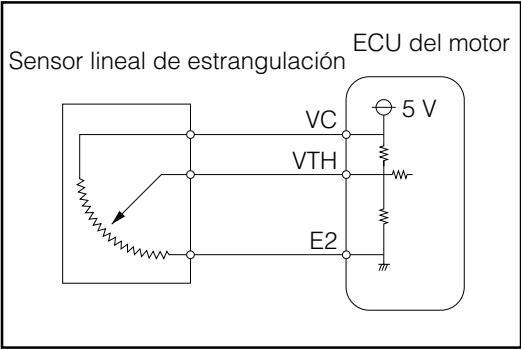 ECU del motor
Sensor lineal de estrangulación
5 V
VC
VTH
E2